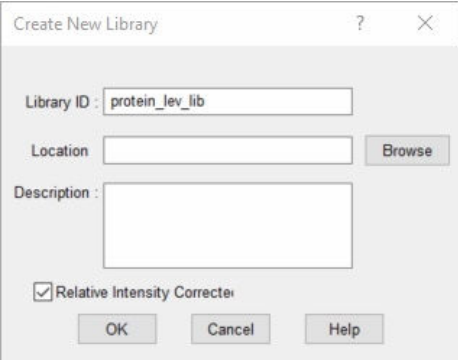 Create New Library ?
Library ID : protein_lev_lib
Location Browse
Description :
Relative Intensity Correcte
OK Cancel Help